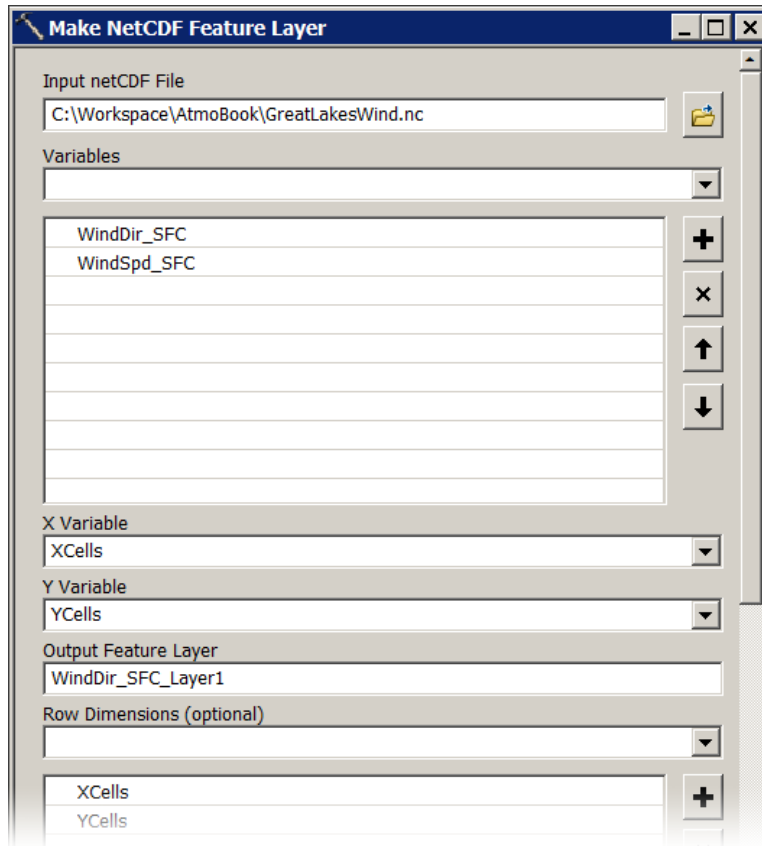 Make NetCDF Feature Layer
Input netCDF File
C:\Workspace\AtmoBook\GreatLakesWind.nc
Variables
WindDir_SFC
WindSpd_SFC
X Variable
XCells
Y Variable
YCells
Output Feature Layer
WindDir_SFC_Layer1
Row Dimensions (optional)
XCells
YCells